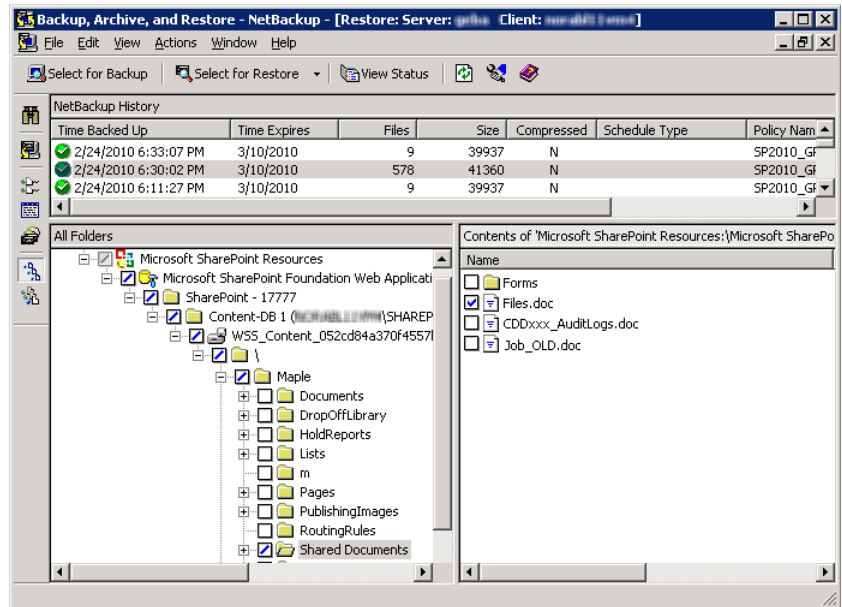 Backup, Archive, and Restore - NetBackup - [Restore: Server: Client: ]
File Edit View Actions Window Help
Select for Backup Select for Restore View Status
NetBackup History
Time Backed Up Time Expires Files Size Compressed Schedule Type Policy Nam
2/24/2010 6:33:07 PM 3/10/2010 9 39937 N SP2010_GR
2/24/2010 6:30:02 PM 3/10/2010 578 41360 N SP2010_GR
2/24/2010 6:11:27 PM 3/10/2010 9 39937 N SP2010_GR
All Folders
Microsoft SharePoint Resources
Microsoft SharePoint Foundation Web Applicati
SharePoint - 17777
Content-DB 1 ( \SHAREP
WSS_Content_052cd84a370f4557
\
Maple
Documents
DropOffLibrary
HoldReports
Lists
m
Pages
PublishingImages
RoutingRules
Shared Documents
Contents of 'Microsoft SharePoint Resources:\Microsoft SharePo
Name
Forms
Files.doc
CDDxxx_AuditLogs.doc
Job_OLD.doc